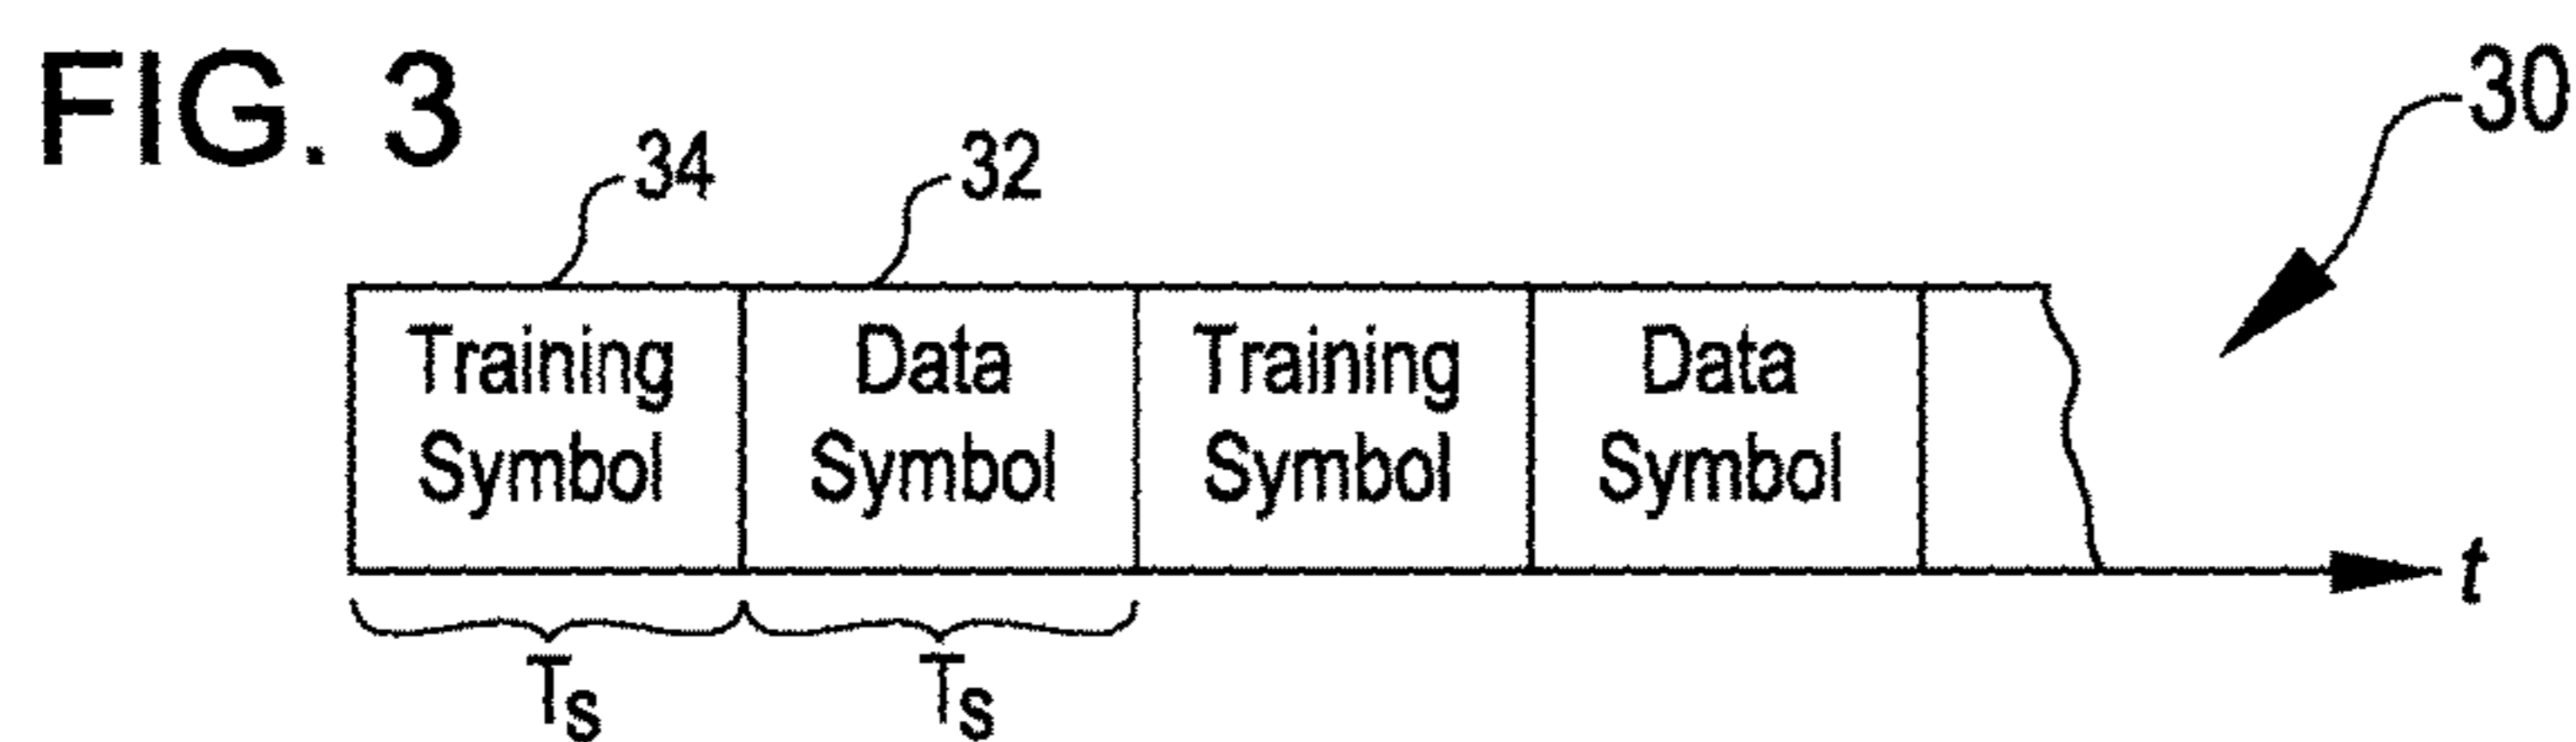 FIG. 3
30
34
32
Training Symbol
Data Symbol
Training Symbol
Data Symbol
t
Ts
Ts